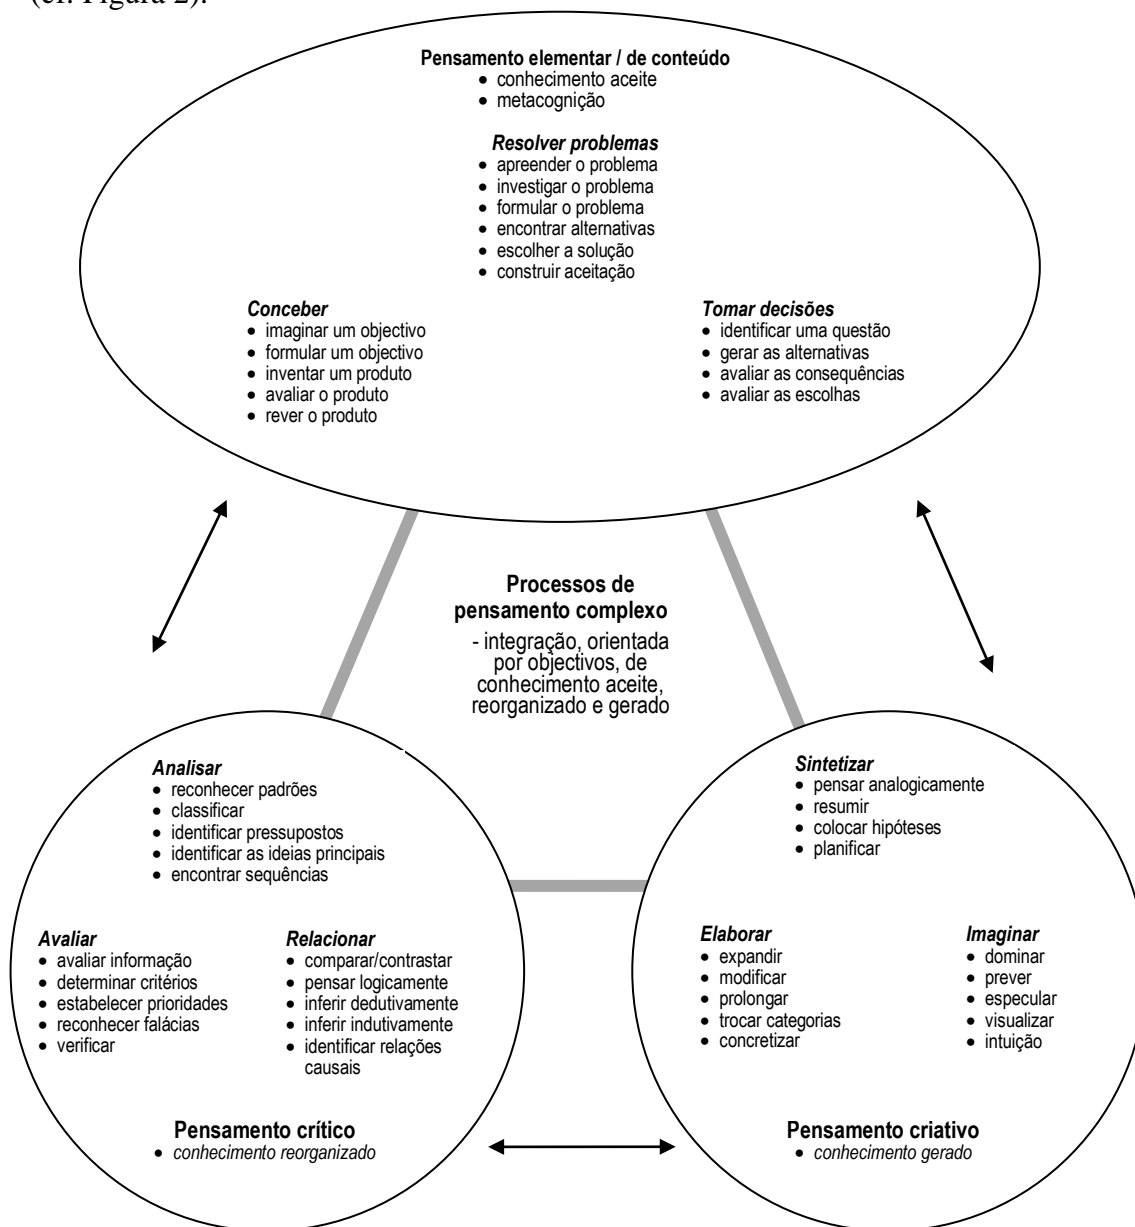 (cf. Figura 2).
Pensamento elementar / de conteúdo
• conhecimento aceite
• metacognição
Resolver problemas
• apreender o problema
• investigar o problema
• formular o problema
• encontrar alternativas
• escolher a solução
• construir aceitação
Conceber
• imaginar um objectivo
• formular um objectivo
• inventar um produto
• avaliar o produto
• rever o produto
Tomar decisões
• identificar uma questão
• gerar as alternativas
• avaliar as consequências
• avaliar as escolhas
Processos de
pensamento complexo
- integração, orientada
por objectivos, de
conhecimento aceite,
reorganizado e gerado
Analisar
• reconhecer padrões
• classificar
• identificar pressupostos
• identificar as ideias principais
• encontrar sequências
Avaliar
• avaliar informação
• determinar critérios
• estabelecer prioridades
• reconhecer falácias
• verificar
Relacionar
• comparar/contrastar
• pensar logicamente
• inferir dedutivamente
• inferir indutivamente
• identificar relações
causais
Pensamento crítico
• conhecimento reorganizado
Sintetizar
• pensar analogicamente
• resumir
• colocar hipóteses
• planificar
Elaborar
• expandir
• modificar
• prolongar
• trocar categorias
• concretizar
Imaginar
• dominar
• prever
• especular
• visualizar
• intuição
Pensamento criativo
• conhecimento gerado